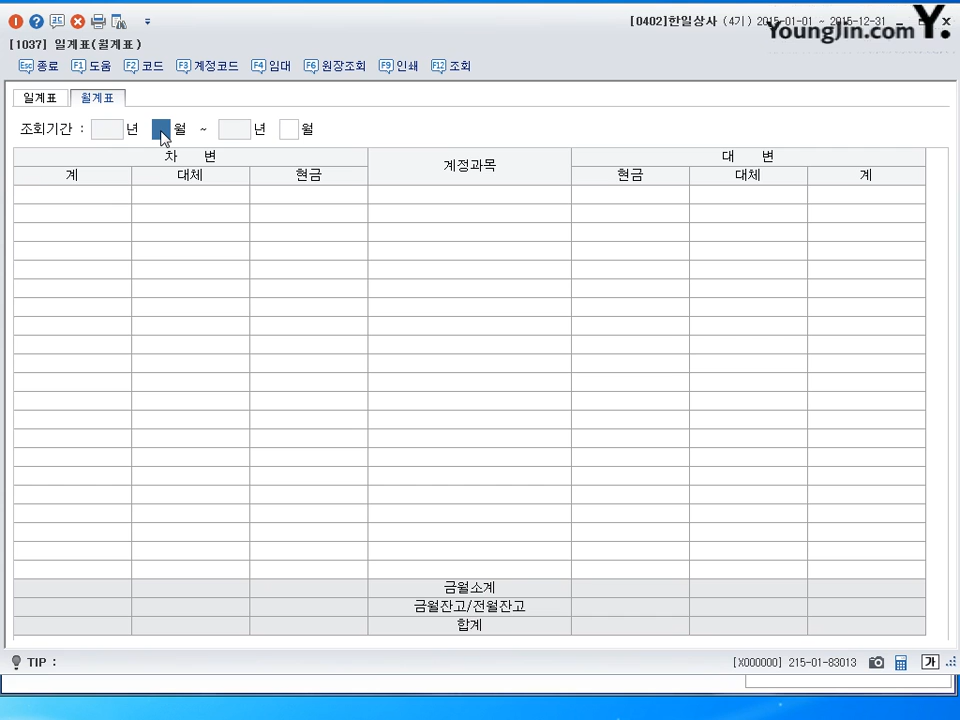 [0402]한일상사 (4기) 2015-01-01 ~ 2015-12-31
YoungJin.com Y.
[1037] 일계표(월계표)
Esc 종료 F1 도움 F2 코드 F3 계정코드 F4 임대 F6 원장조회 F9 인쇄 F12 조회
일계표 월계표
조회기간 : 년 월 ~ 년 월
차 변 계정과목 대 변
계 대체 현금 현금 대체 계
금월소계
금월잔고/전월잔고
합계
TIP : [X000000] 215-01-83013 가